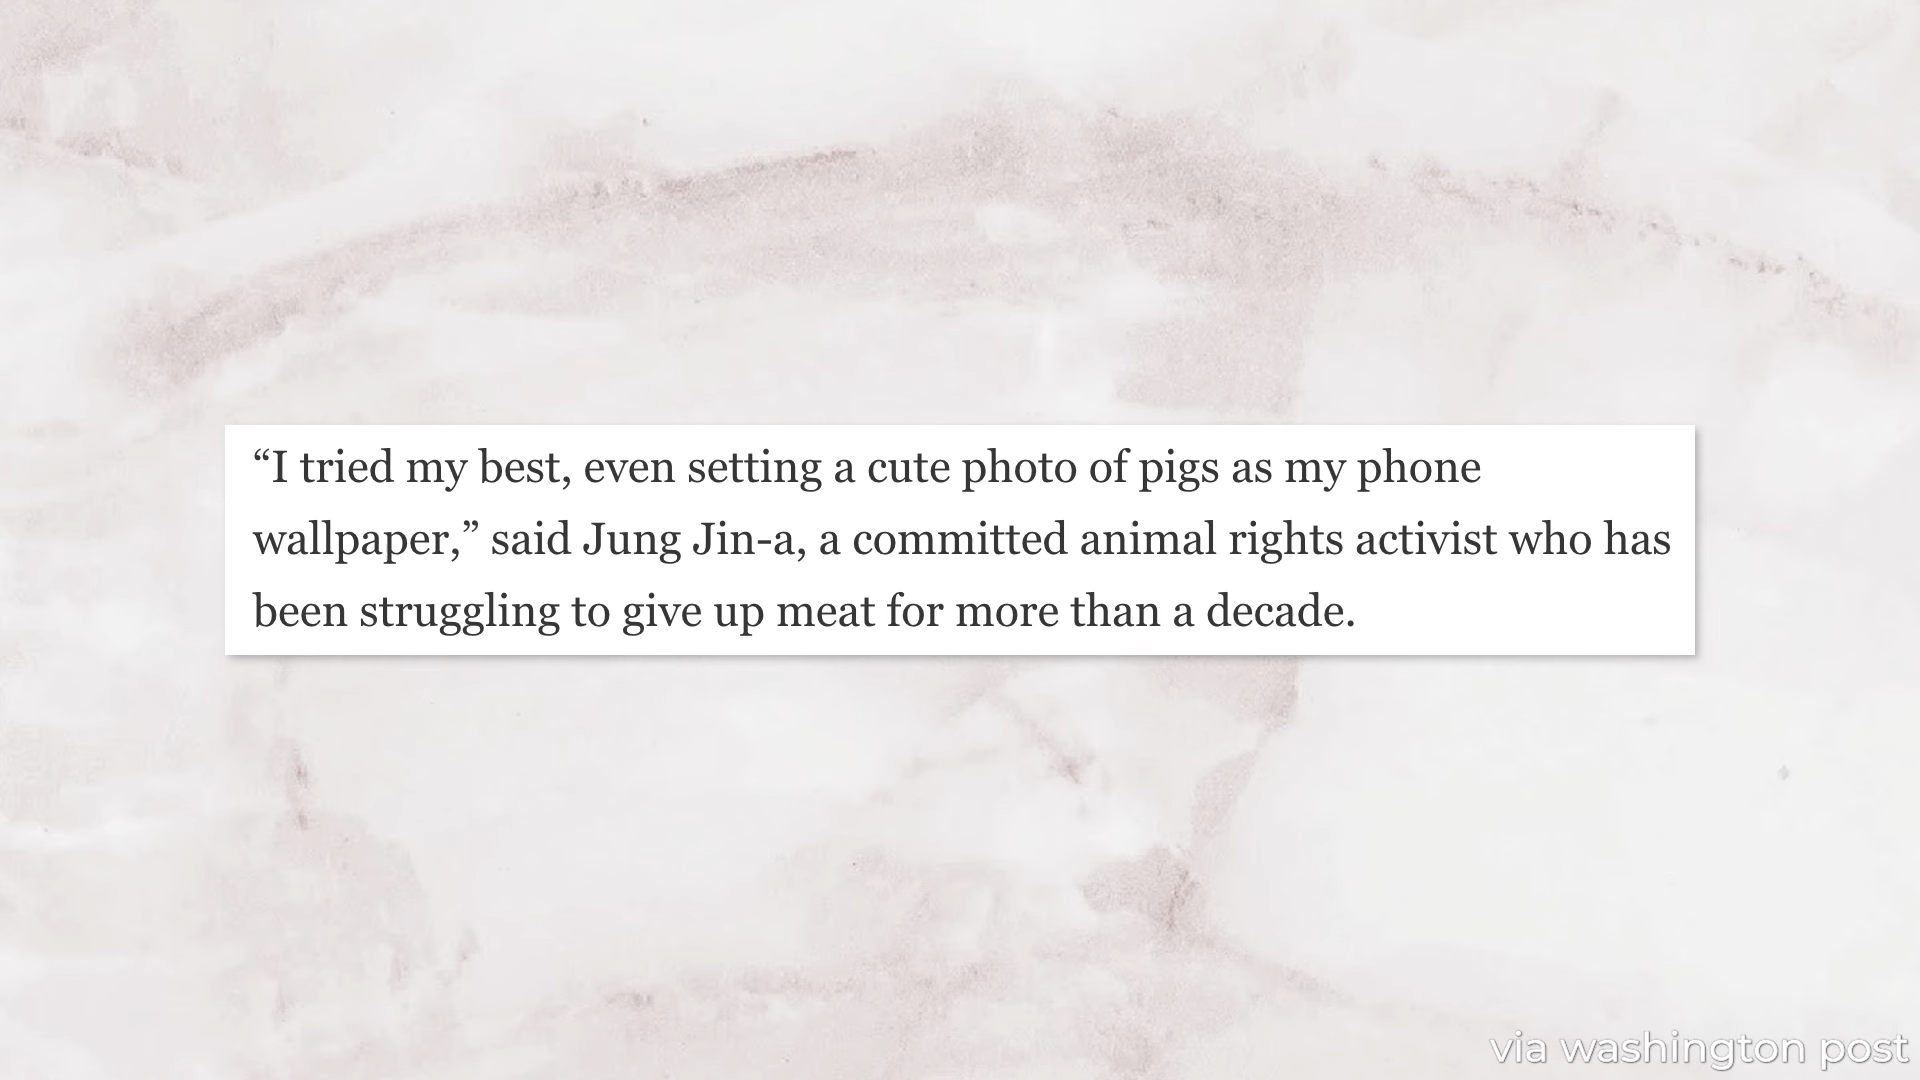 “I tried my best, even setting a cute photo of pigs as my phone
wallpaper,” said Jung Jin-a, a committed animal rights activist who has
been struggling to give up meat for more than a decade.
via washington post